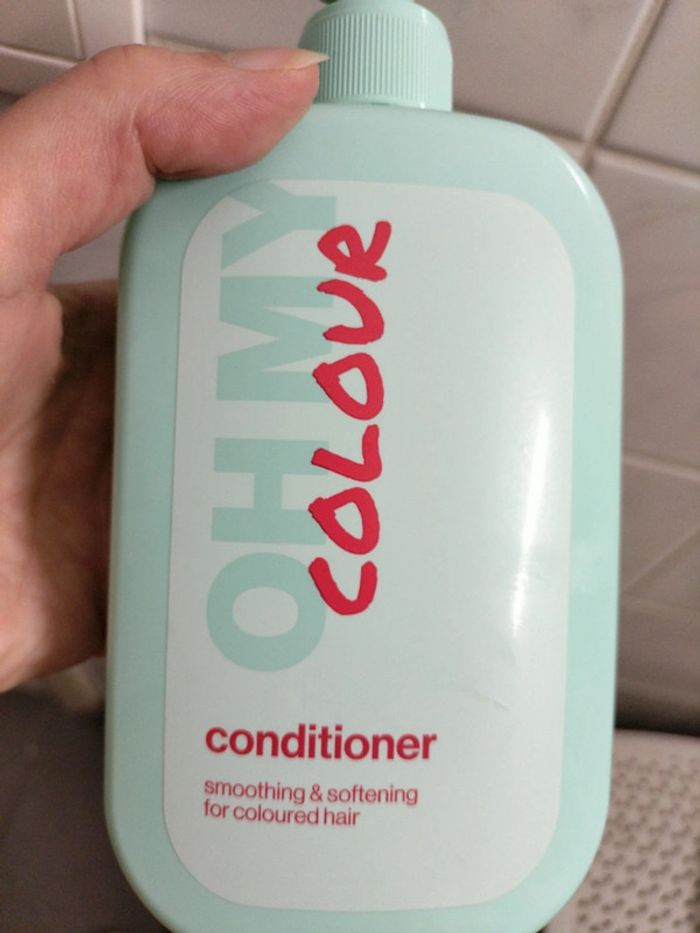 OH MY
COLOUR
conditioner
smoothing & softening
for coloured hair